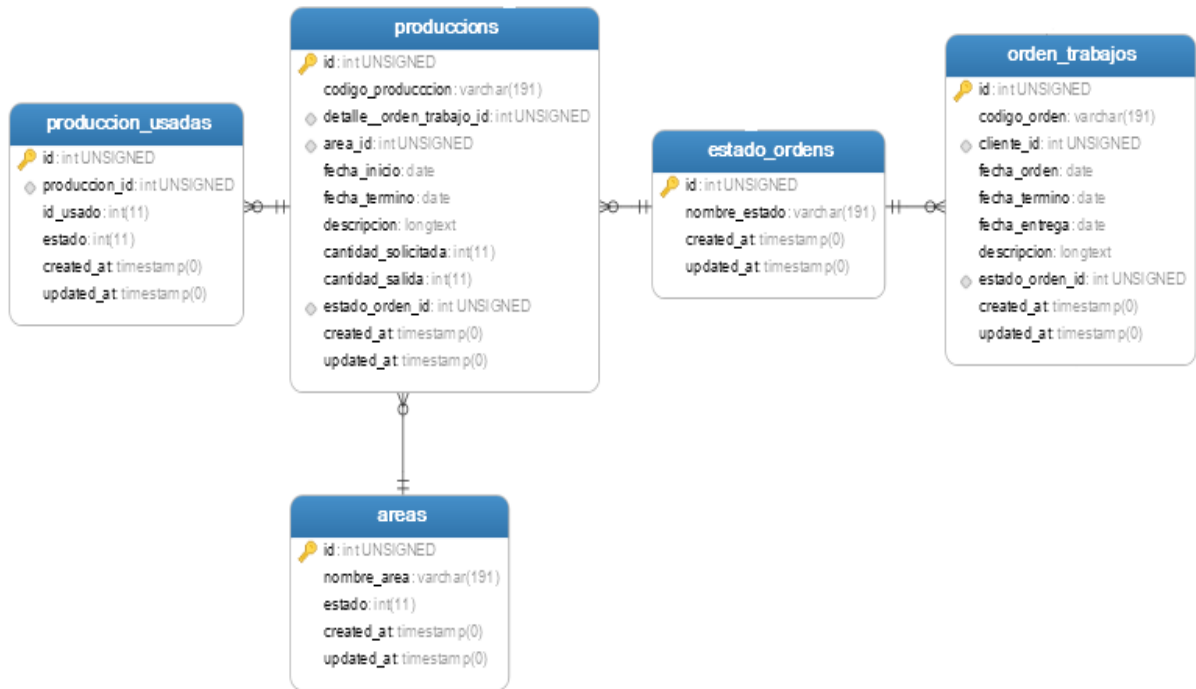 produccions
id: int UNSIGNED
codigo_producccion: varchar(191)
detalle__orden_trabajo_id: int UNSIGNED
area_id: int UNSIGNED
fecha_inicio: date
fecha_termino: date
descripcion: longtext
cantidad_solicitada: int(11)
cantidad_salida: int(11)
estado_orden_id: int UNSIGNED
created_at: timestamp(0)
updated_at: timestamp(0)
produccion_usadas
id: int UNSIGNED
produccion_id: int UNSIGNED
id_usado: int(11)
estado: int(11)
created_at: timestamp(0)
updated_at: timestamp(0)
estado_ordens
id: int UNSIGNED
nombre_estado: varchar(191)
created_at: timestamp(0)
updated_at: timestamp(0)
orden_trabajos
id: int UNSIGNED
codigo_orden: varchar(191)
cliente_id: int UNSIGNED
fecha_orden: date
fecha_termino: date
fecha_entrega: date
descripcion: longtext
estado_orden_id: int UNSIGNED
created_at: timestamp(0)
updated_at: timestamp(0)
areas
id: int UNSIGNED
nombre_area: varchar(191)
estado: int(11)
created_at: timestamp(0)
updated_at: timestamp(0)